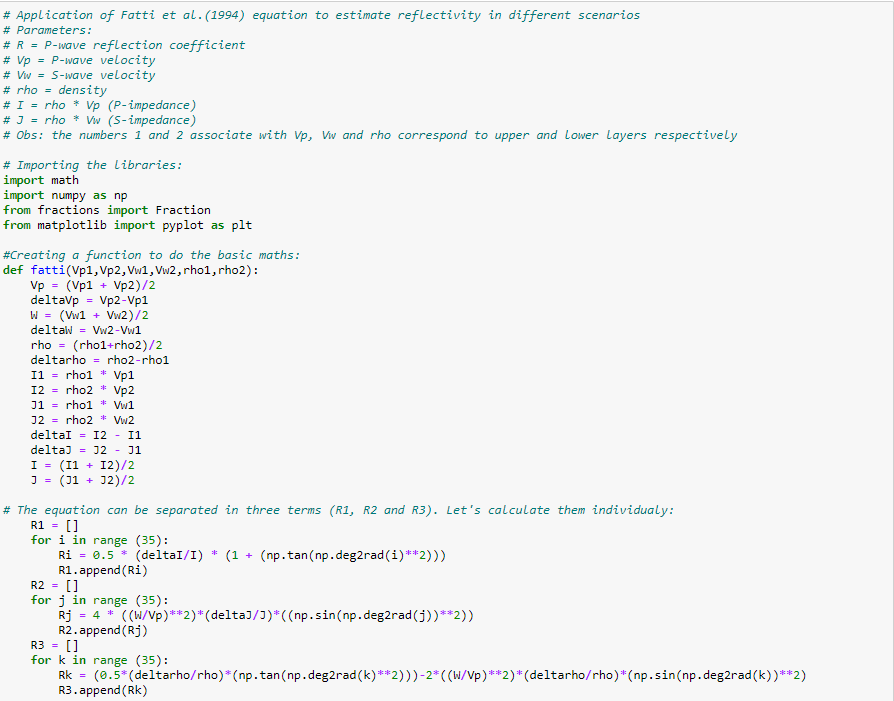 # Application of Fatti et al.(1994) equation to estimate reflectivity in different scenarios
# Parameters:
# R = P-wave reflection coefficient
# Vp = P-wave velocity
# Vw = S-wave velocity
# rho = density
# I = rho * Vp (P-impedance)
# J = rho * Vw (S-impedance)
# Obs: the numbers 1 and 2 associate with Vp, Vw and rho correspond to upper and lower layers respectively

# Importing the libraries:
import math
import numpy as np
from fractions import Fraction
from matplotlib import pyplot as plt

#Creating a function to do the basic maths:
def fatti(Vp1,Vp2,Vw1,Vw2,rho1,rho2):
    Vp = (Vp1 + Vp2)/2
    deltaVp = Vp2-Vp1
    W = (Vw1 + Vw2)/2
    deltaW = Vw2-Vw1
    rho = (rho1+rho2)/2
    deltarho = rho2-rho1
    I1 = rho1 * Vp1
    I2 = rho2 * Vp2
    J1 = rho1 * Vw1
    J2 = rho2 * Vw2
    deltaI = I2 - I1
    deltaJ = J2 - J1
    I = (I1 + I2)/2
    J = (J1 + J2)/2

# The equation can be separated in three terms (R1, R2 and R3). Let's calculate them individualy:
    R1 = []
    for i in range (35):
        Ri = 0.5 * (deltaI/I) * (1 + (np.tan(np.deg2rad(i)**2)))
        R1.append(Ri)
    R2 = []
    for j in range (35):
        Rj = 4 * ((W/Vp)**2)*(deltaJ/J)*((np.sin(np.deg2rad(j))**2))
        R2.append(Rj)
    R3 = []
    for k in range (35):
        Rk = (0.5*(deltarho/rho)*(np.tan(np.deg2rad(k)**2)))-2*((W/Vp)**2)*(deltarho/rho)*(np.sin(np.deg2rad(k))**2)
        R3.append(Rk)